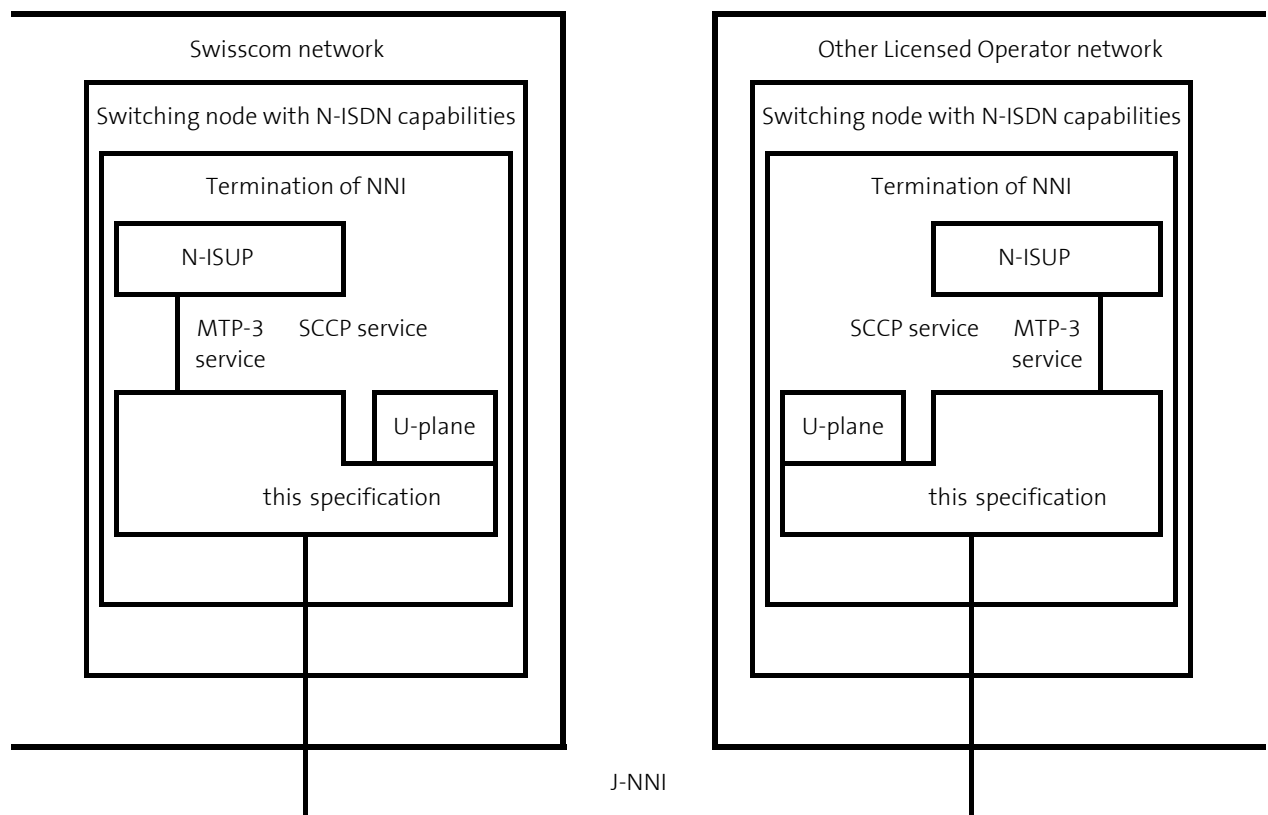 Swisscom network
Switching node with N-ISDN capabilities
Termination of NNI
N-ISUP
MTP-3 SCCP service
service
U-plane
this specification
Other Licensed Operator network
Switching node with N-ISDN capabilities
Termination of NNI
N-ISUP
SCCP service MTP-3
service
U-plane
this specification
J-NNI